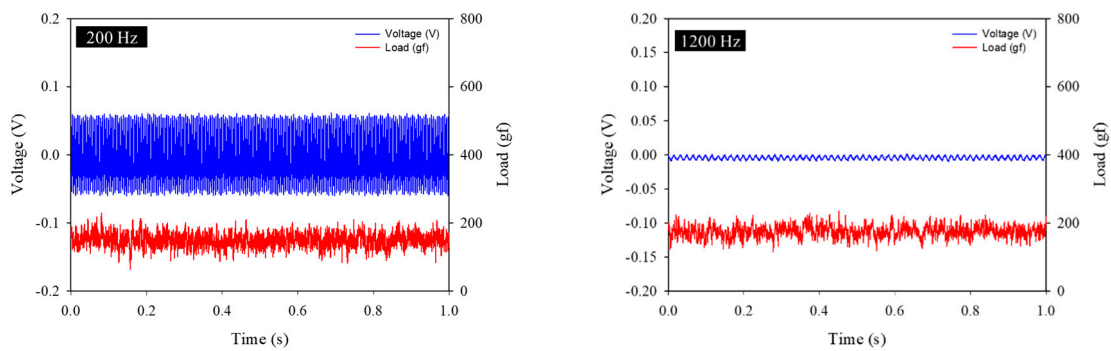 200 Hz
Voltage (V)
Load (gf)
0.2
0.1
0.0
-0.1
-0.2
Voltage (V)
800
600
400
200
0
Load (gf)
0.0 0.2 0.4 0.6 0.8 1.0
Time (s)
1200 Hz
Voltage (V)
Load (gf)
0.20
0.15
0.10
0.05
0.00
-0.05
-0.10
-0.15
-0.20
Voltage (V)
800
600
400
200
0
Load (gf)
0.0 0.2 0.4 0.6 0.8 1.0
Time (s)